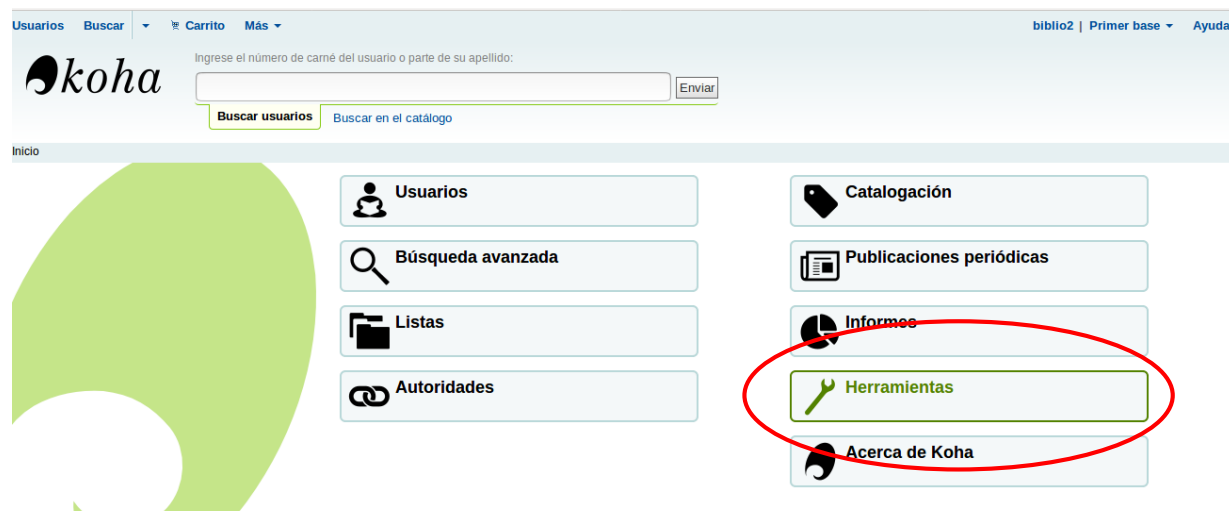 Usuarios Buscar Carrito Más biblio2 | Primer base Ayuda
koha
Ingrese el número de carné del usuario o parte de su apellido:
Enviar
Buscar usuarios Buscar en el catálogo
Inicio
Usuarios
Catalogación
Búsqueda avanzada
Publicaciones periódicas
Listas
Informes
Autoridades
Herramientas
Acerca de Koha